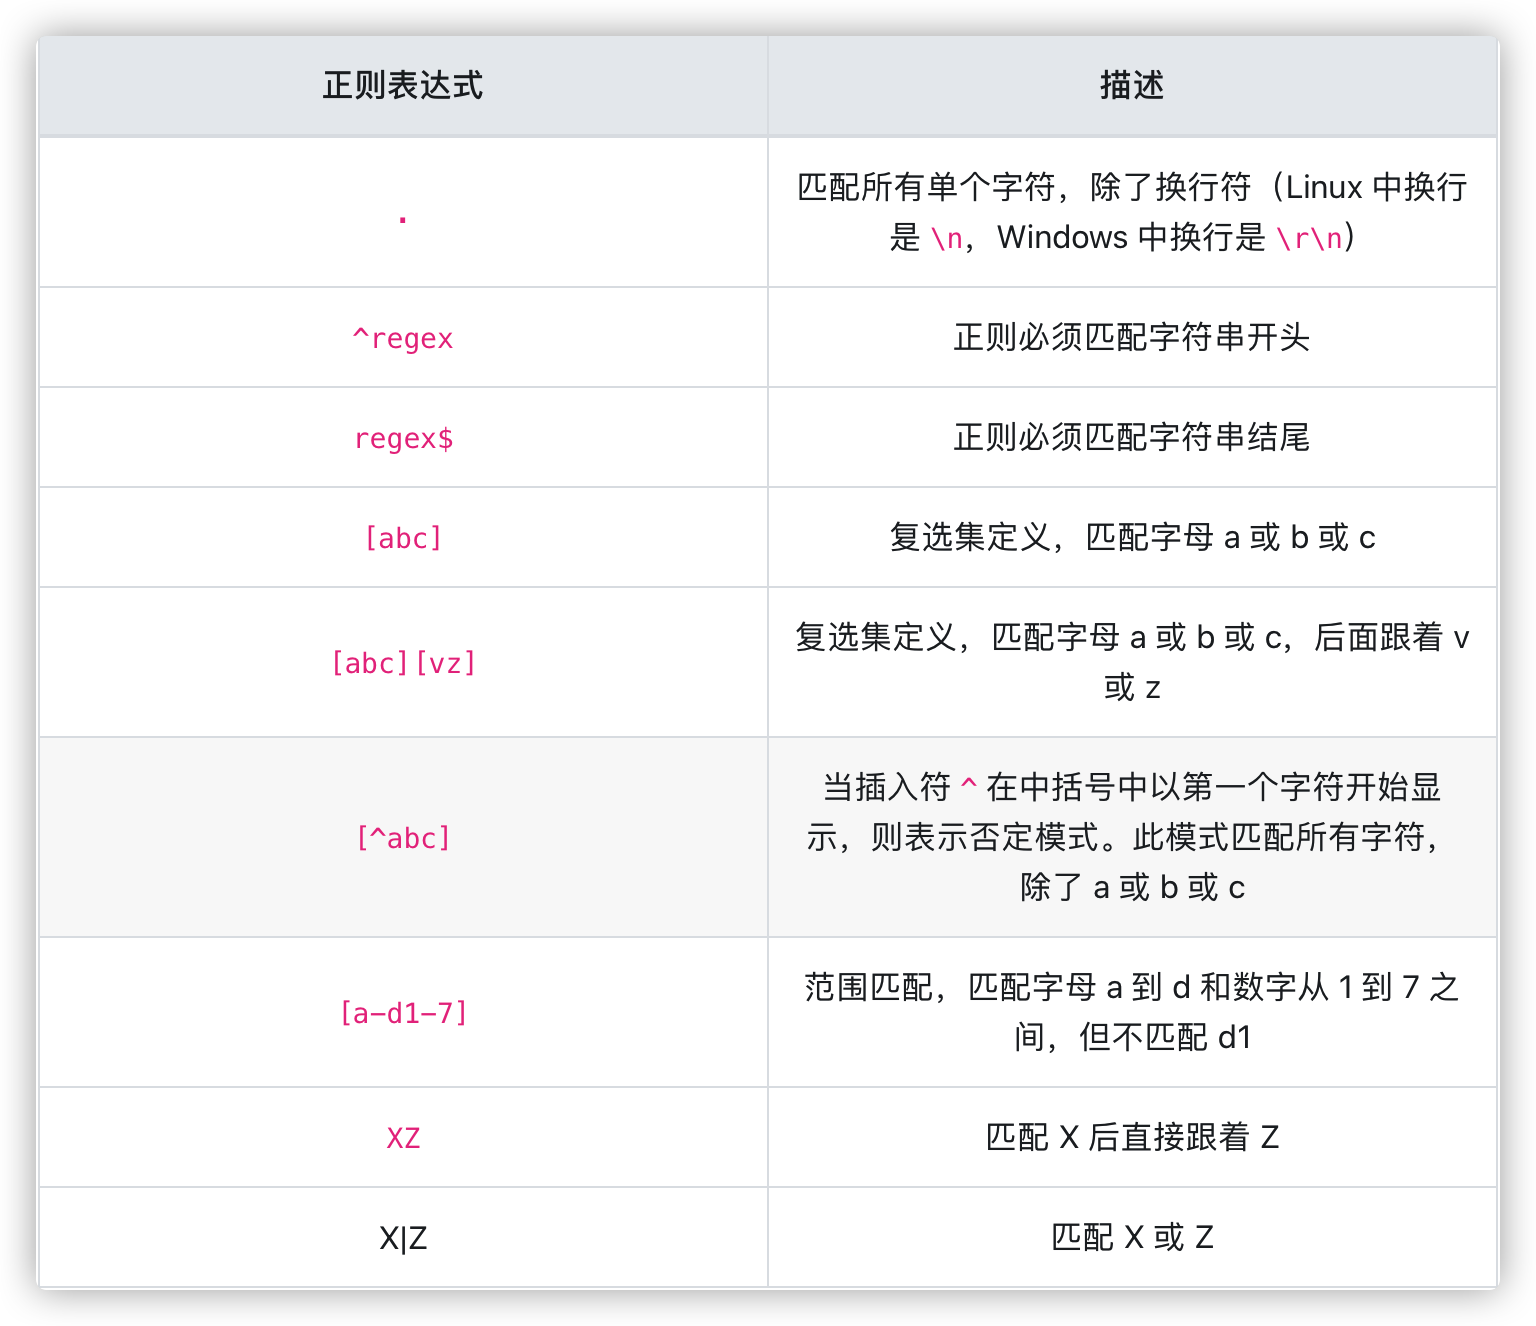 正则表达式
描述
.
匹配所有单个字符，除了换行符（Linux 中换行
是 \n，Windows 中换行是 \r\n）
^regex
正则必须匹配字符串开头
regex$
正则必须匹配字符串结尾
[abc]
复选集定义，匹配字母 a 或 b 或 c
[abc][vz]
复选集定义，匹配字母 a 或 b 或 c，后面跟着 v
或 z
[^abc]
当插入符 ^ 在中括号中以第一个字符开始显
示，则表示否定模式。此模式匹配所有字符，
除了 a 或 b 或 c
[a-d1-7]
范围匹配，匹配字母 a 到 d 和数字从 1 到 7 之
间，但不匹配 d1
XZ
匹配 X 后直接跟着 Z
X|Z
匹配 X 或 Z